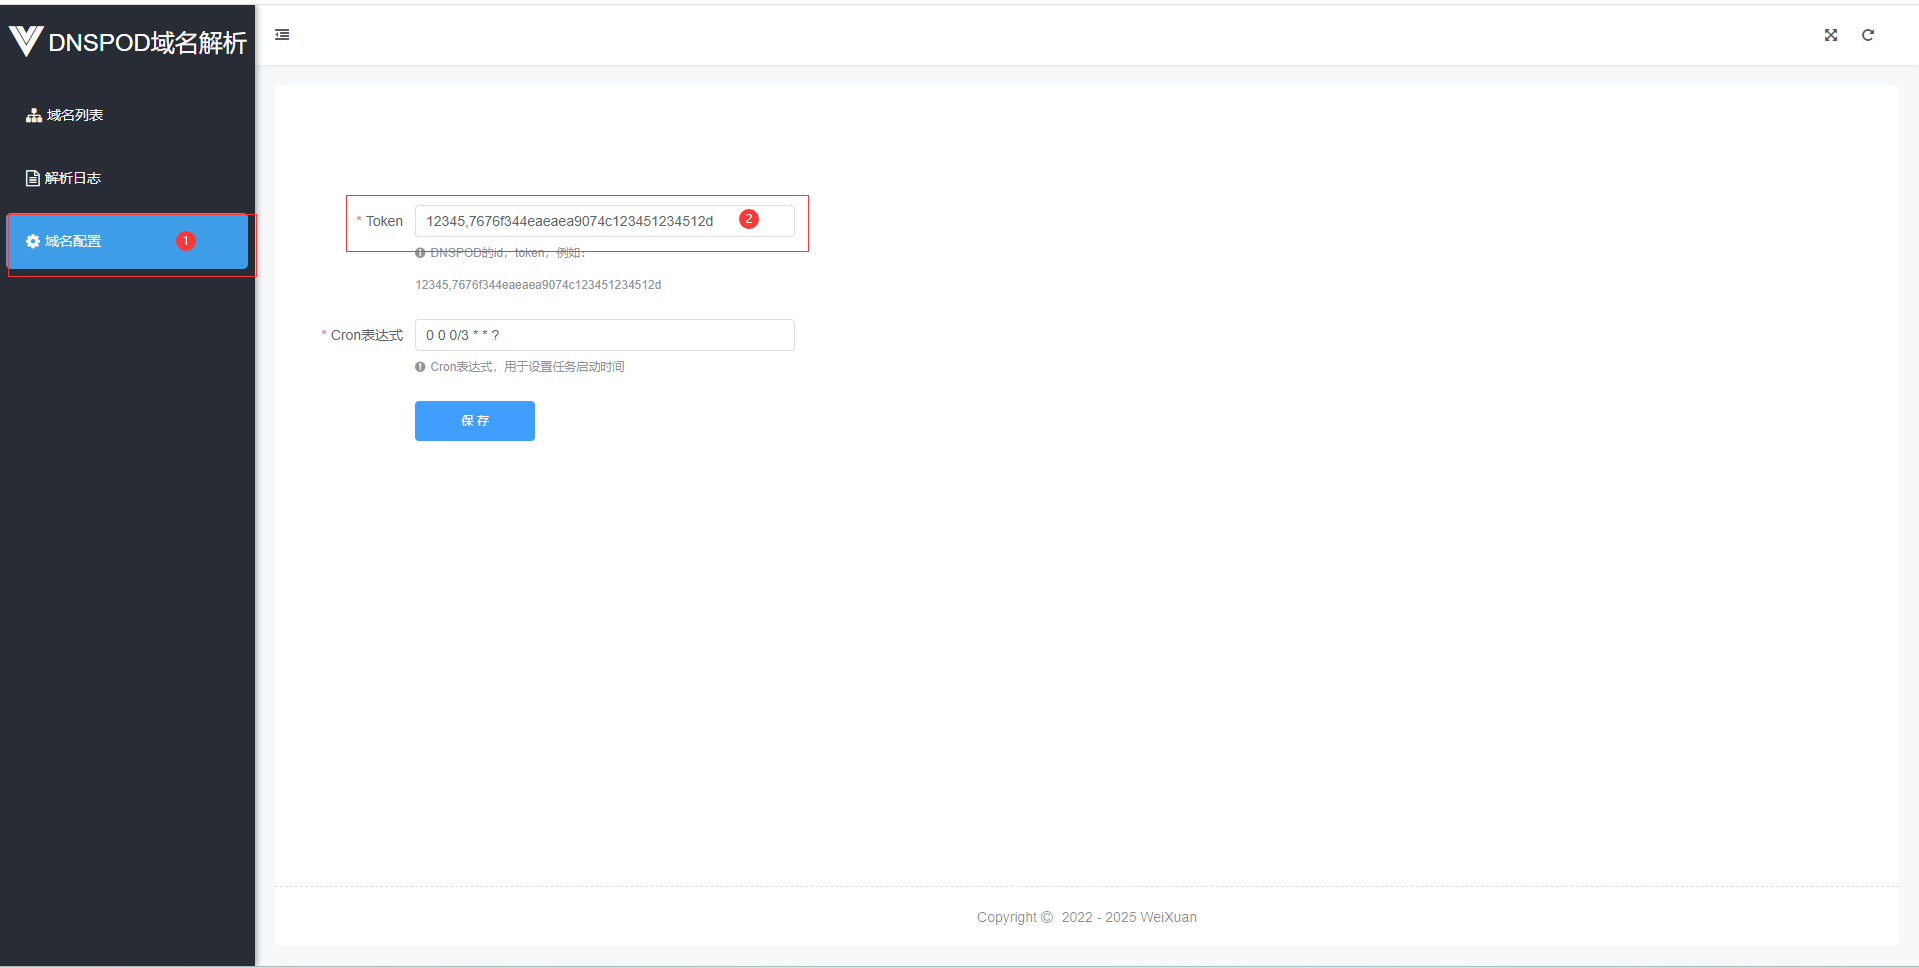 DNSPOD域名解析
域名列表
解析日志
域名配置 1
* Token 12345,7676f344eaeaea9074c123451234512d 2
DNSPOD的id，token，例如：
12345,7676f344eaeaea9074c123451234512d
* Cron表达式 0 0 0/3 * * ?
Cron表达式，用于设置任务启动时间
保 存
Copyright © 2022 - 2025 WeiXuan